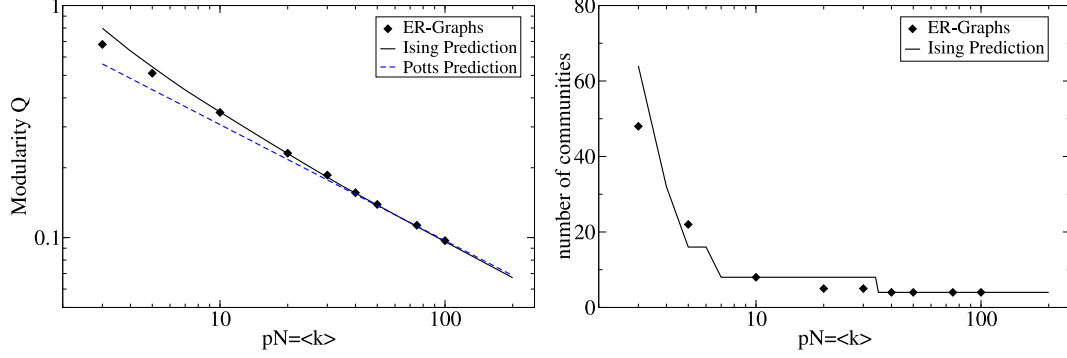 1
0.1
Modularity Q
10
100
pN=<k>
ER-Graphs
Ising Prediction
Potts Prediction
80
60
40
20
0
number of communities
10
100
pN=<k>
ER-Graphs
Ising Prediction